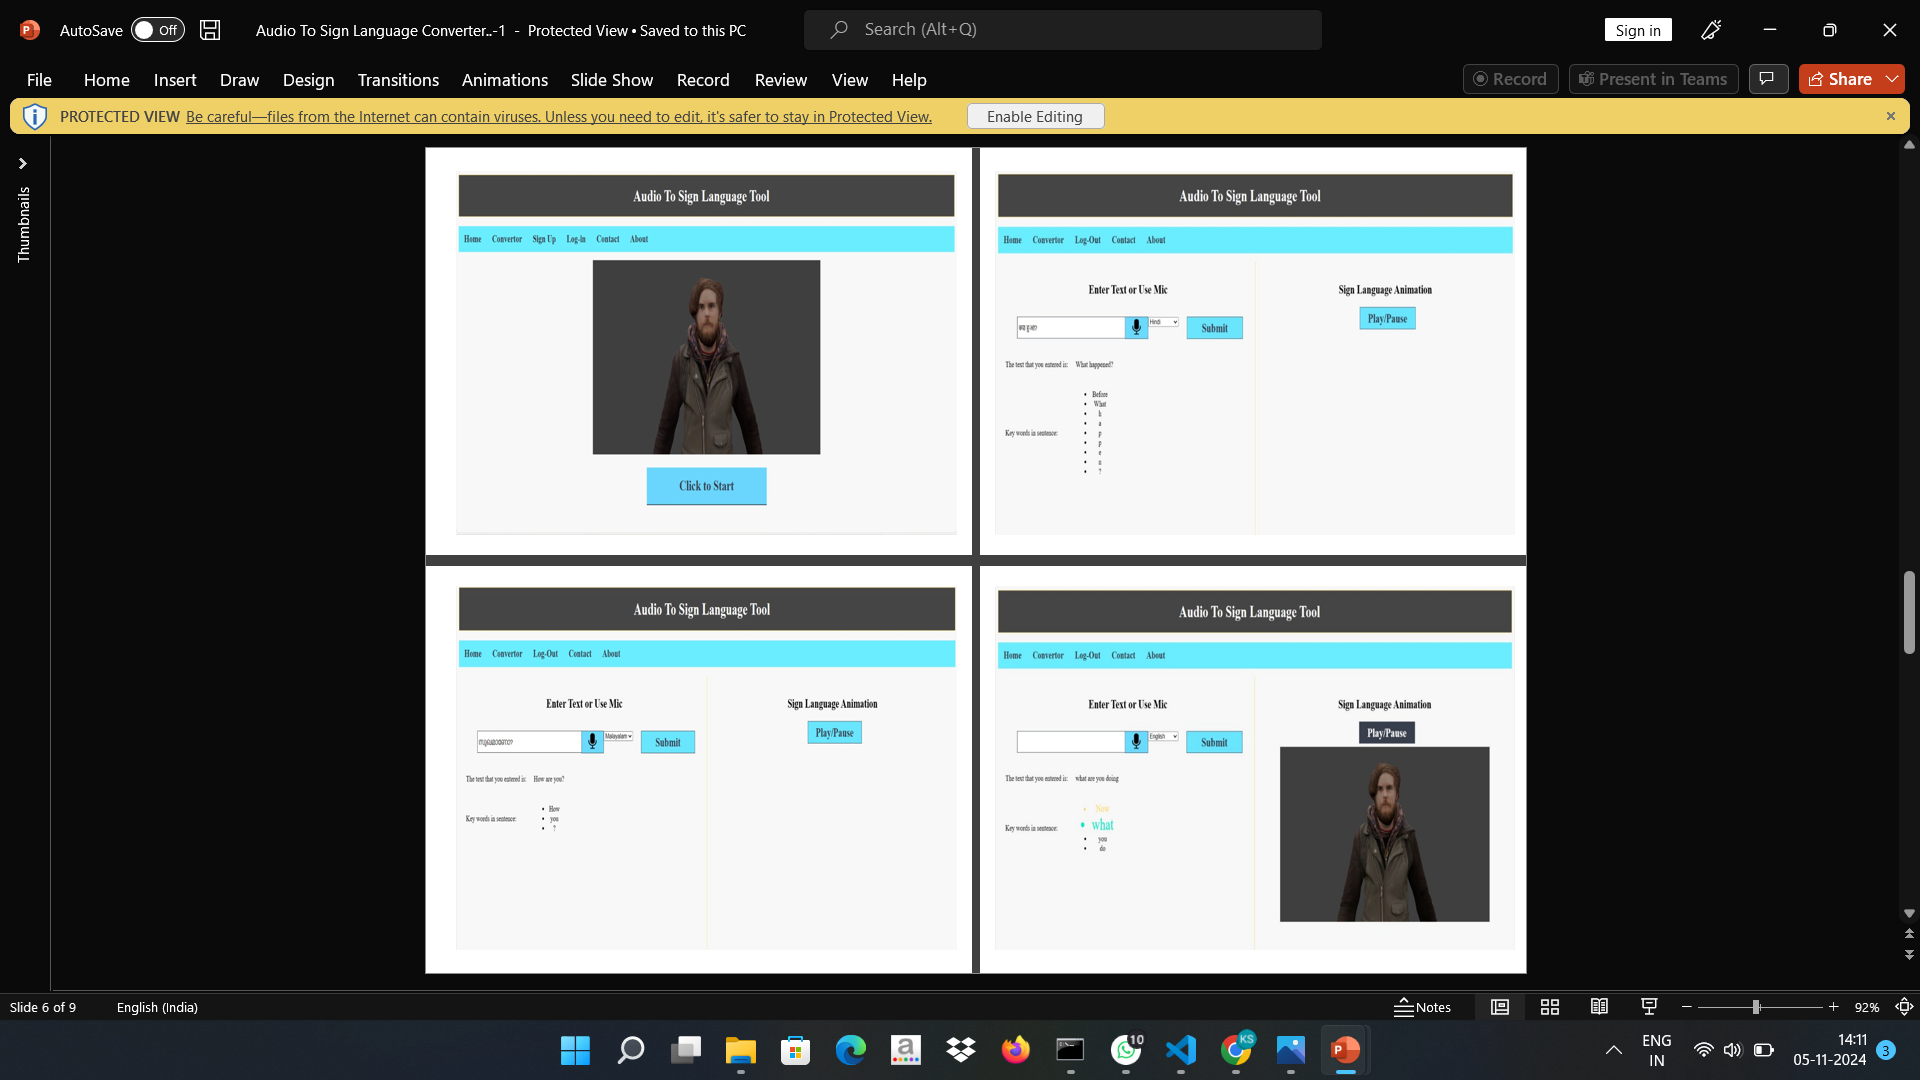 AutoSave Off Audio To Sign Language Converter..-1 - Protected View • Saved to this PC Search (Alt+Q) Sign in
File Home Insert Draw Design Transitions Animations Slide Show Record Review View Help Record Present in Teams Share
PROTECTED VIEW Be careful—files from the Internet can contain viruses. Unless you need to edit, it's safer to stay in Protected View. Enable Editing
Thumbnails
Audio To Sign Language Tool
Home Convertor Sign Up Log-in Contact About
Click to Start
Audio To Sign Language Tool
Home Convertor Log-Out Contact About
Enter Text or Use Mic
क्या हुआ? Hindi Submit
The text that you entered is: What happened?
Key words in sentence:
Before
What
h
a
p
p
e
n
?
Sign Language Animation
Play/Pause
Audio To Sign Language Tool
Home Convertor Log-Out Contact About
Enter Text or Use Mic
Malayalam Submit
The text that you entered is: How are you?
Key words in sentence:
How
you
?
Sign Language Animation
Play/Pause
Audio To Sign Language Tool
Home Convertor Log-Out Contact About
Enter Text or Use Mic
English Submit
The text that you entered is: what are you doing
Key words in sentence:
Now
what
you
do
Sign Language Animation
Play/Pause
Slide 6 of 9 English (India) Notes 92%
10 KS
ENG
IN
14:11
05-11-2024 3